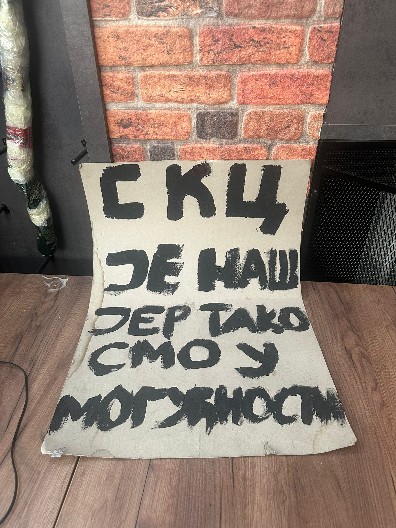 СКЦ
ЈЕ НАШ
ЈЕР ТАКО
СМО У
МОГУЋНОСТИ